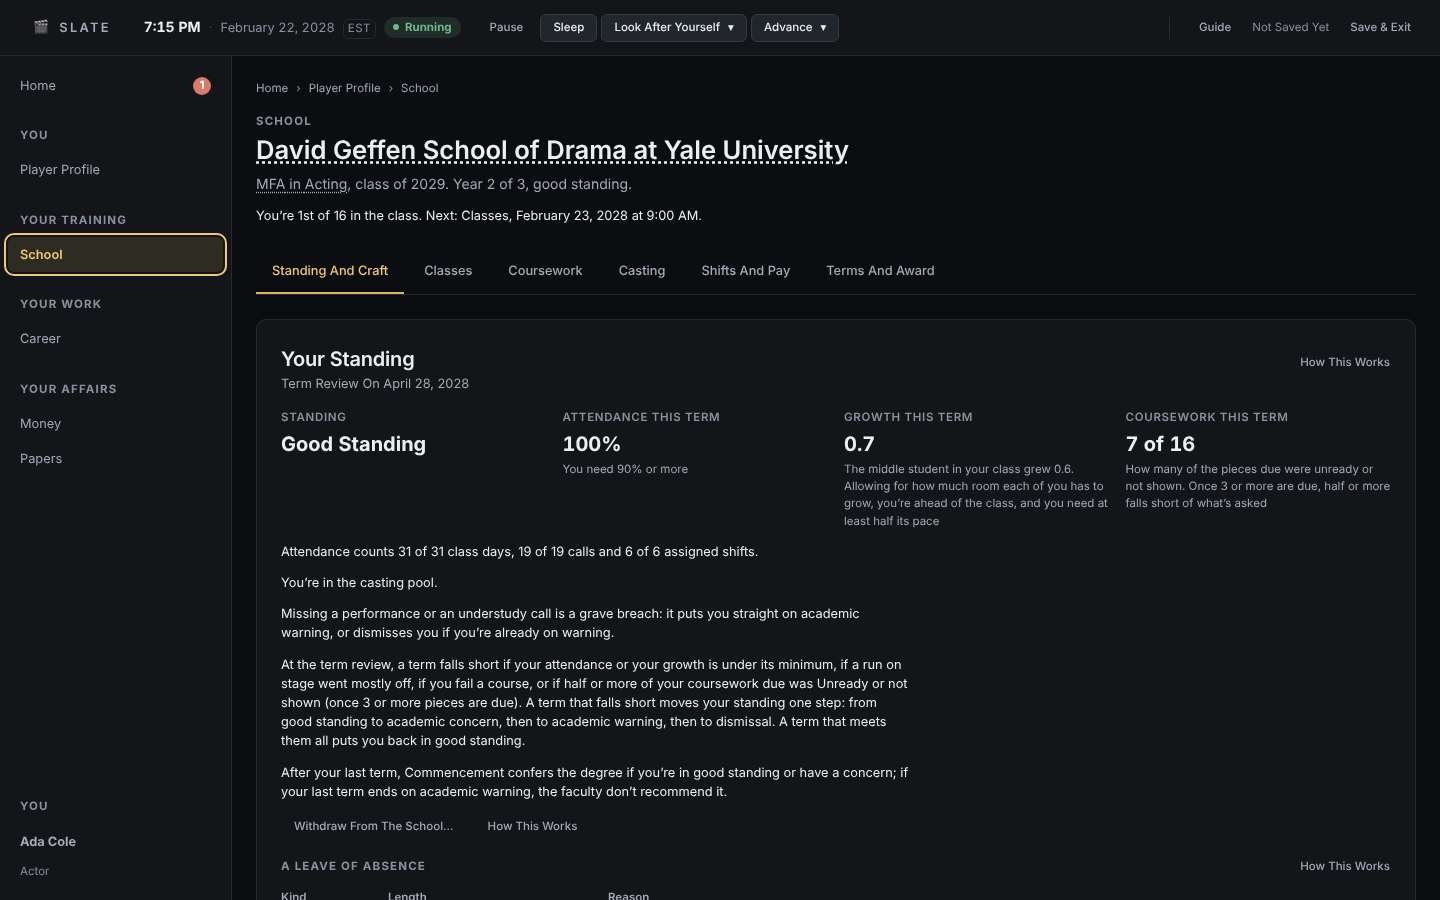 SLATE
7:15 PM · February 22, 2028 EST Running Pause Sleep Look After Yourself ▾ Advance ▾ Guide Not Saved Yet Save & Exit
Home 1
YOU
Player Profile
YOUR TRAINING
School
YOUR WORK
Career
YOUR AFFAIRS
Money
Papers
YOU
Ada Cole
Actor
Home › Player Profile › School
SCHOOL
David Geffen School of Drama at Yale University
MFA in Acting, class of 2029. Year 2 of 3, good standing.
You’re 1st of 16 in the class. Next: Classes, February 23, 2028 at 9:00 AM.
Standing And Craft Classes Coursework Casting Shifts And Pay Terms And Award
Your Standing
How This Works
Term Review On April 28, 2028
STANDING
Good Standing
ATTENDANCE THIS TERM
100%
You need 90% or more
GROWTH THIS TERM
0.7
The middle student in your class grew 0.6.
Allowing for how much room each of you has to
grow, you’re ahead of the class, and you need at
least half its pace
COURSEWORK THIS TERM
7 of 16
How many of the pieces due were unready or
not shown. Once 3 or more are due, half or more
falls short of what’s asked
Attendance counts 31 of 31 class days, 19 of 19 calls and 6 of 6 assigned shifts.
You’re in the casting pool.
Missing a performance or an understudy call is a grave breach: it puts you straight on academic
warning, or dismisses you if you’re already on warning.
At the term review, a term falls short if your attendance or your growth is under its minimum, if a run on
stage went mostly off, if you fail a course, or if half or more of your coursework due was Unready or not
shown (once 3 or more pieces are due). A term that falls short moves your standing one step: from
good standing to academic concern, then to academic warning, then to dismissal. A term that meets
them all puts you back in good standing.
After your last term, Commencement confers the degree if you’re in good standing or have a concern; if
your last term ends on academic warning, the faculty don’t recommend it.
Withdraw From The School... How This Works
A LEAVE OF ABSENCE How This Works
Kind Length Reason